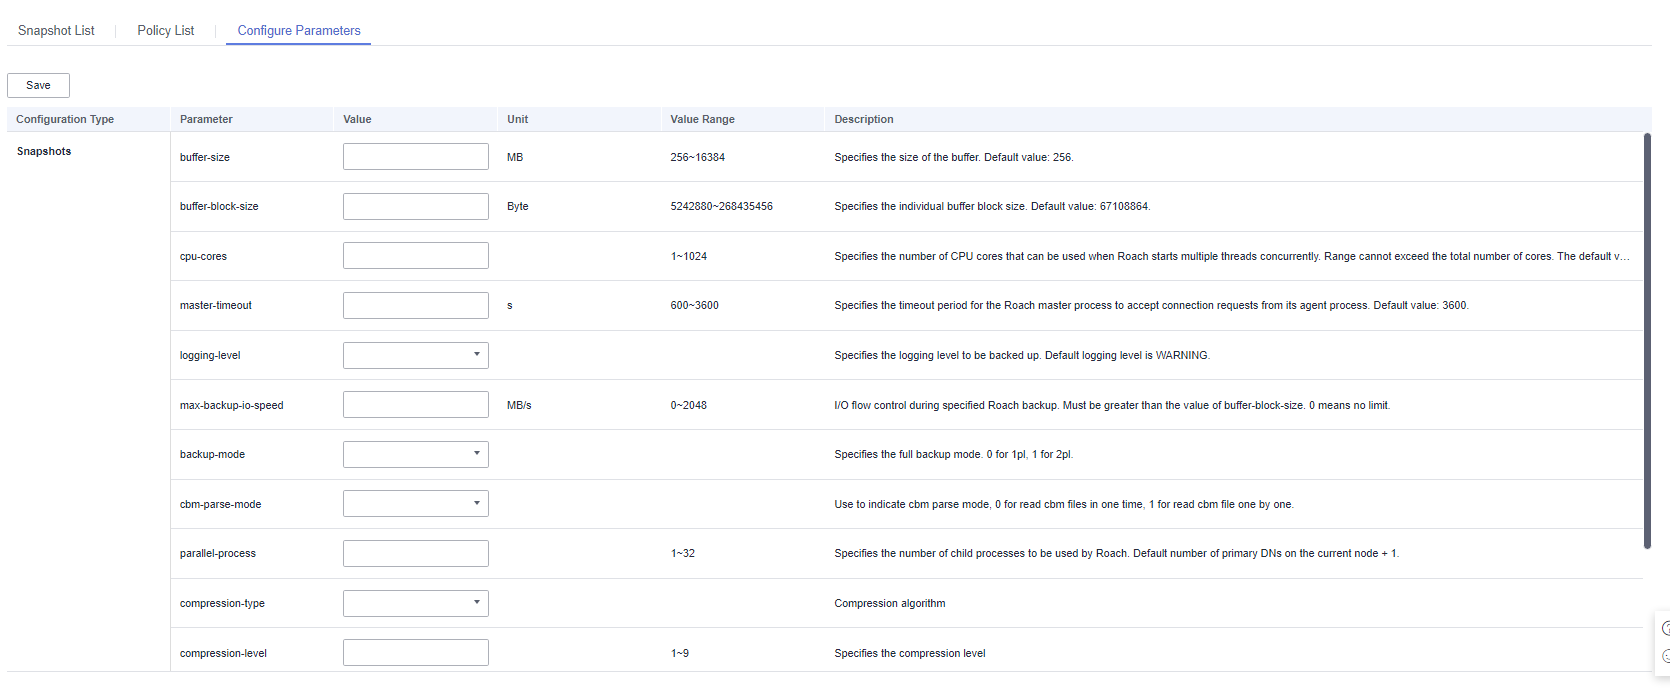 Snapshot List Policy List Configure Parameters
Save
Configuration Type Parameter Value Unit Value Range Description
Snapshots
buffer-size MB 256~16384 Specifies the size of the buffer. Default value: 256.
buffer-block-size Byte 5242880~268435456 Specifies the individual buffer block size. Default value: 67108864.
cpu-cores 1~1024 Specifies the number of CPU cores that can be used when Roach starts multiple threads concurrently. Range cannot exceed the total number of cores. The default v...
master-timeout s 600~3600 Specifies the timeout period for the Roach master process to accept connection requests from its agent process. Default value: 3600.
logging-level Specifies the logging level to be backed up. Default logging level is WARNING.
max-backup-io-speed MB/s 0~2048 I/O flow control during specified Roach backup. Must be greater than the value of buffer-block-size. 0 means no limit.
backup-mode Specifies the full backup mode. 0 for 1pl, 1 for 2pl.
cbm-parse-mode Use to indicate cbm parse mode, 0 for read cbm files in one time, 1 for read cbm file one by one.
parallel-process 1~32 Specifies the number of child processes to be used by Roach. Default number of primary DNs on the current node + 1.
compression-type Compression algorithm
compression-level 1~9 Specifies the compression level